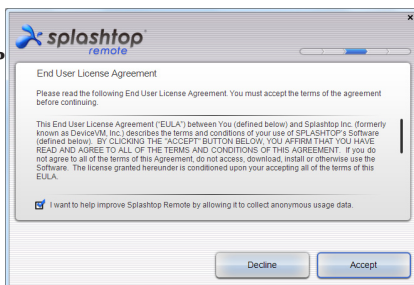 splashtop
remote
End User License Agreement
Please read the following End User License Agreement. You must accept the terms of the agreement
before continuing.
This End User License Agreement ("EULA") between You (defined below) and Splashtop Inc. (formerly
known as DeviceVM, Inc.) describes the terms and conditions of your use of SPLASHTOP's Software
(defined below). BY CLICKING THE "ACCEPT" BUTTON BELOW, YOU AFFIRM THAT YOU HAVE
READ AND AGREE TO ALL OF THE TERMS AND CONDITIONS OF THIS AGREEMENT. If you do
not agree to all of the terms of this Agreement, do not access, download, install or otherwise use the
Software. The license granted hereunder is conditioned upon your accepting all of the terms of this
EULA.
I want to help improve Splashtop Remote by allowing it to collect anonymous usage data.
Decline
Accept